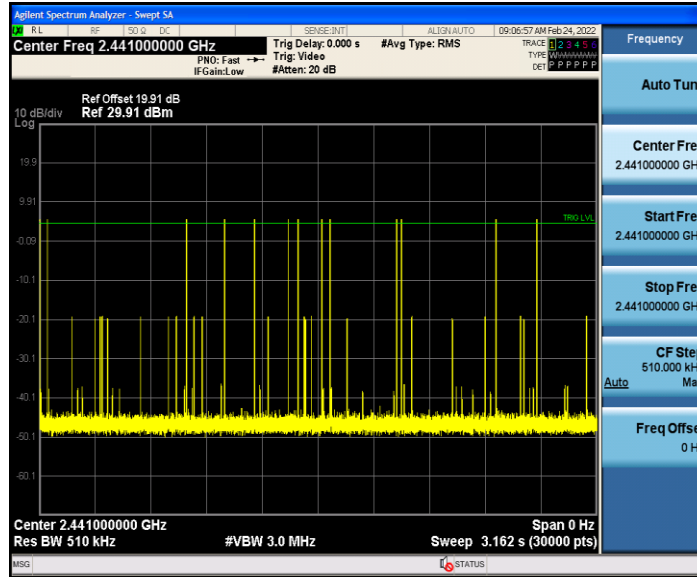 Agilent Spectrum Analyzer - Swept SA
RL RF 50 Ω DC SENSE:INT ALIGN AUTO 09:06:57 AM Feb 24, 2022
Center Freq 2.441000000 GHz
Trig Delay: 0.000 s #Avg Type: RMS TRACE 1 2 3 4 5 6
PNO: Fast Trig: Video TYPE
IFGain:Low #Atten: 20 dB DET P P P P P P
Ref Offset 19.91 dB
10 dB/div Ref 29.91 dBm
Log
19.9
9.91
TRIG LVL
-0.09
-10.1
-20.1
-30.1
-40.1
-50.1
-60.1
Center 2.441000000 GHz Span 0 Hz
Res BW 510 kHz #VBW 3.0 MHz Sweep 3.162 s (30000 pts)
MSG STATUS
Frequency
Auto Tun
Center Fre
2.441000000 GH
Start Fre
2.441000000 GH
Stop Fre
2.441000000 GH
CF Ste
510.000 kH
Auto Ma
Freq Offse
0 H